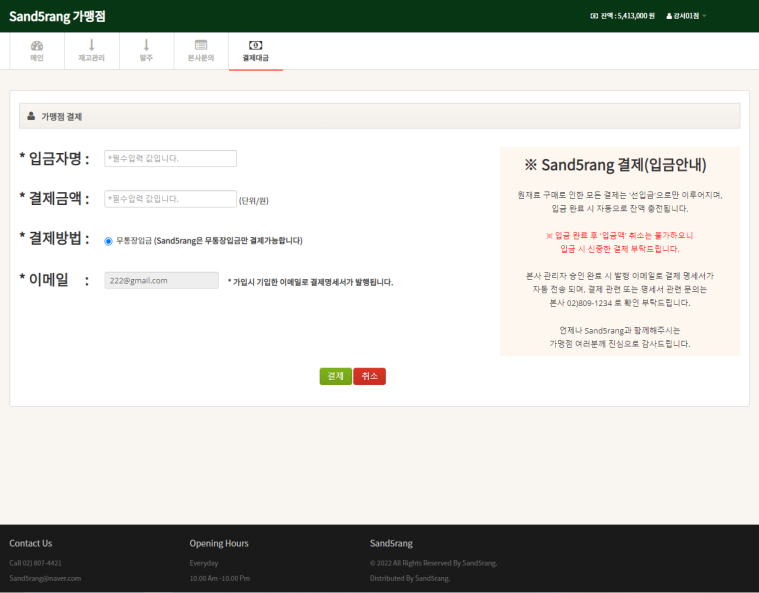 Sand5rang 가맹점
잔액 : 5,413,000 원 강서01점
메인 재고관리 발주 본사문의 결제대금
가맹점 결제
* 입금자명 : *필수입력 값입니다.
* 결제금액 : *필수입력 값입니다. (단위/원)
* 결제방법 : 무통장입금 (Sand5rang은 무통장입금만 결제가능합니다)
* 이메일 : 222@gmail.com * 가입시 기입한 이메일로 결제명세서가 발행됩니다.
※ Sand5rang 결제(입금안내)
원재료 구매로 인한 모든 결제는 '선입금'으로만 이루어지며,
입금 완료 시 자동으로 잔액 충전됩니다.
※ 입금 완료 후 '입금액' 취소는 불가하오니
입금 시 신중한 결제 부탁드립니다.
본사 관리자 승인 완료 시 발행 이메일로 결제 명세서가
자동 전송 되며, 결제 관련 또는 명세서 관련 문의는
본사 02)809-1234 로 확인 부탁드립니다.
언제나 Sand5rang과 함께해주시는
가맹점 여러분께 진심으로 감사드립니다.
결제 취소
Contact Us
Call 02) 807-4421
Sand5rang@naver.com
Opening Hours
Everyday
10.00 Am -10.00 Pm
Sand5rang
© 2022 All Rights Reserved By Sand5rang.
Distributed By Sand5rang.